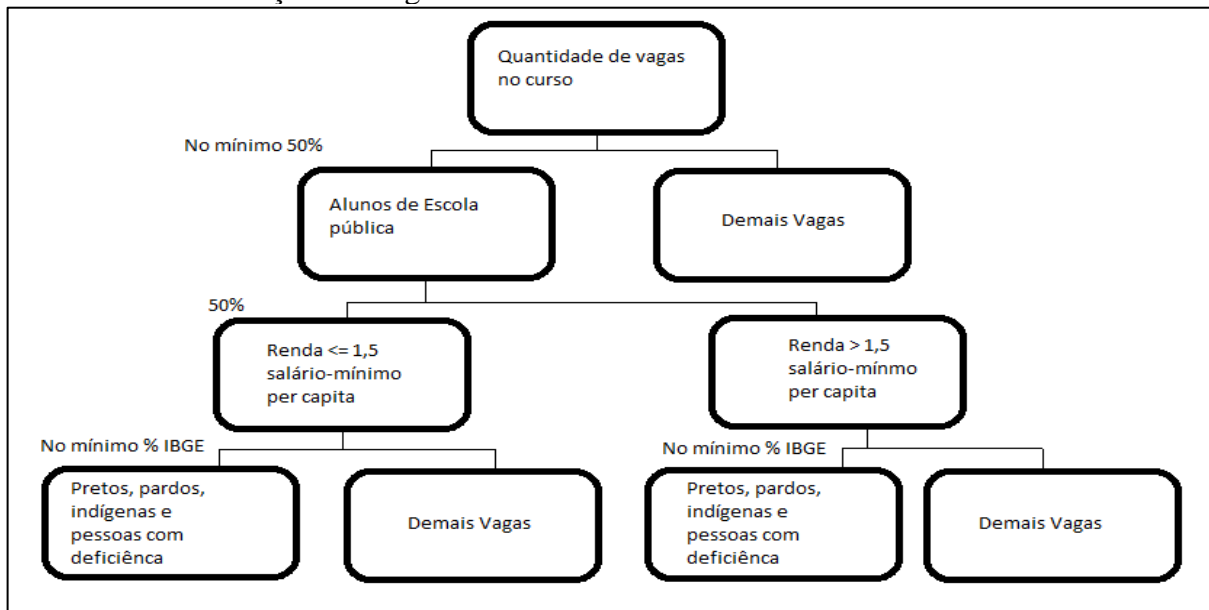 Quantidade de vagas
no curso
No mínimo 50%
Alunos de Escola
pública
Demais Vagas
50%
Renda <= 1,5
salário-mínimo
per capita
Renda > 1,5
salário-mínmo
per capita
No mínimo % IBGE
No mínimo % IBGE
Pretos, pardos,
indígenas e
pessoas com
deficiênca
Demais Vagas
Pretos, pardos,
indígenas e
pessoas com
deficiênca
Demais Vagas